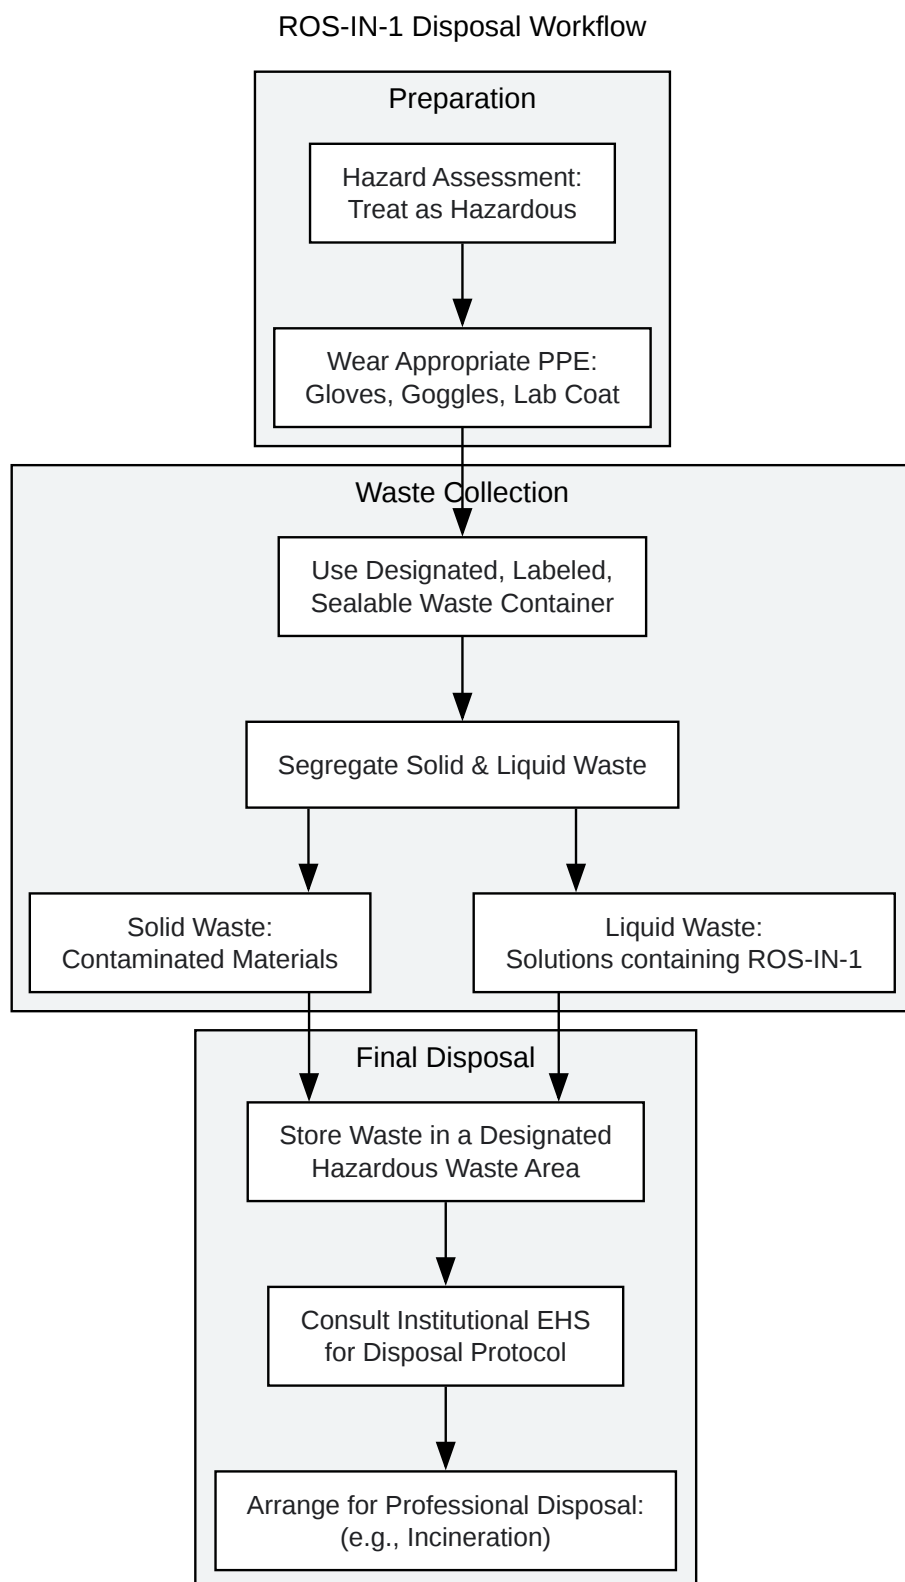 ROS-IN-1 Disposal Workflow
Preparation
Hazard Assessment:
Treat as Hazardous
Wear Appropriate PPE:
Gloves, Goggles, Lab Coat
Waste Collection
Use Designated, Labeled,
Sealable Waste Container
Segregate Solid & Liquid Waste
Solid Waste:
Contaminated Materials
Liquid Waste:
Solutions containing ROS-IN-1
Final Disposal
Store Waste in a Designated
Hazardous Waste Area
Consult Institutional EHS
for Disposal Protocol
Arrange for Professional Disposal:
(e.g., Incineration)